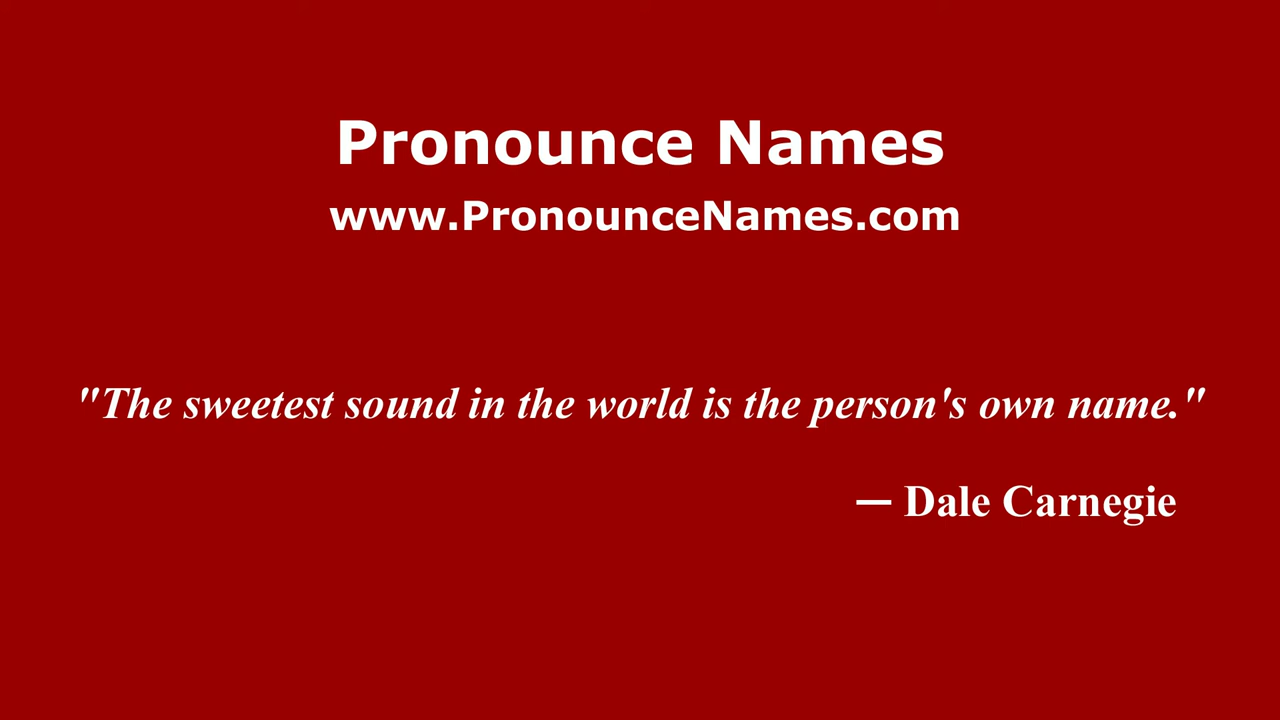 Pronounce Names
www.PronounceNames.com
"The sweetest sound in the world is the person's own name."
— Dale Carnegie